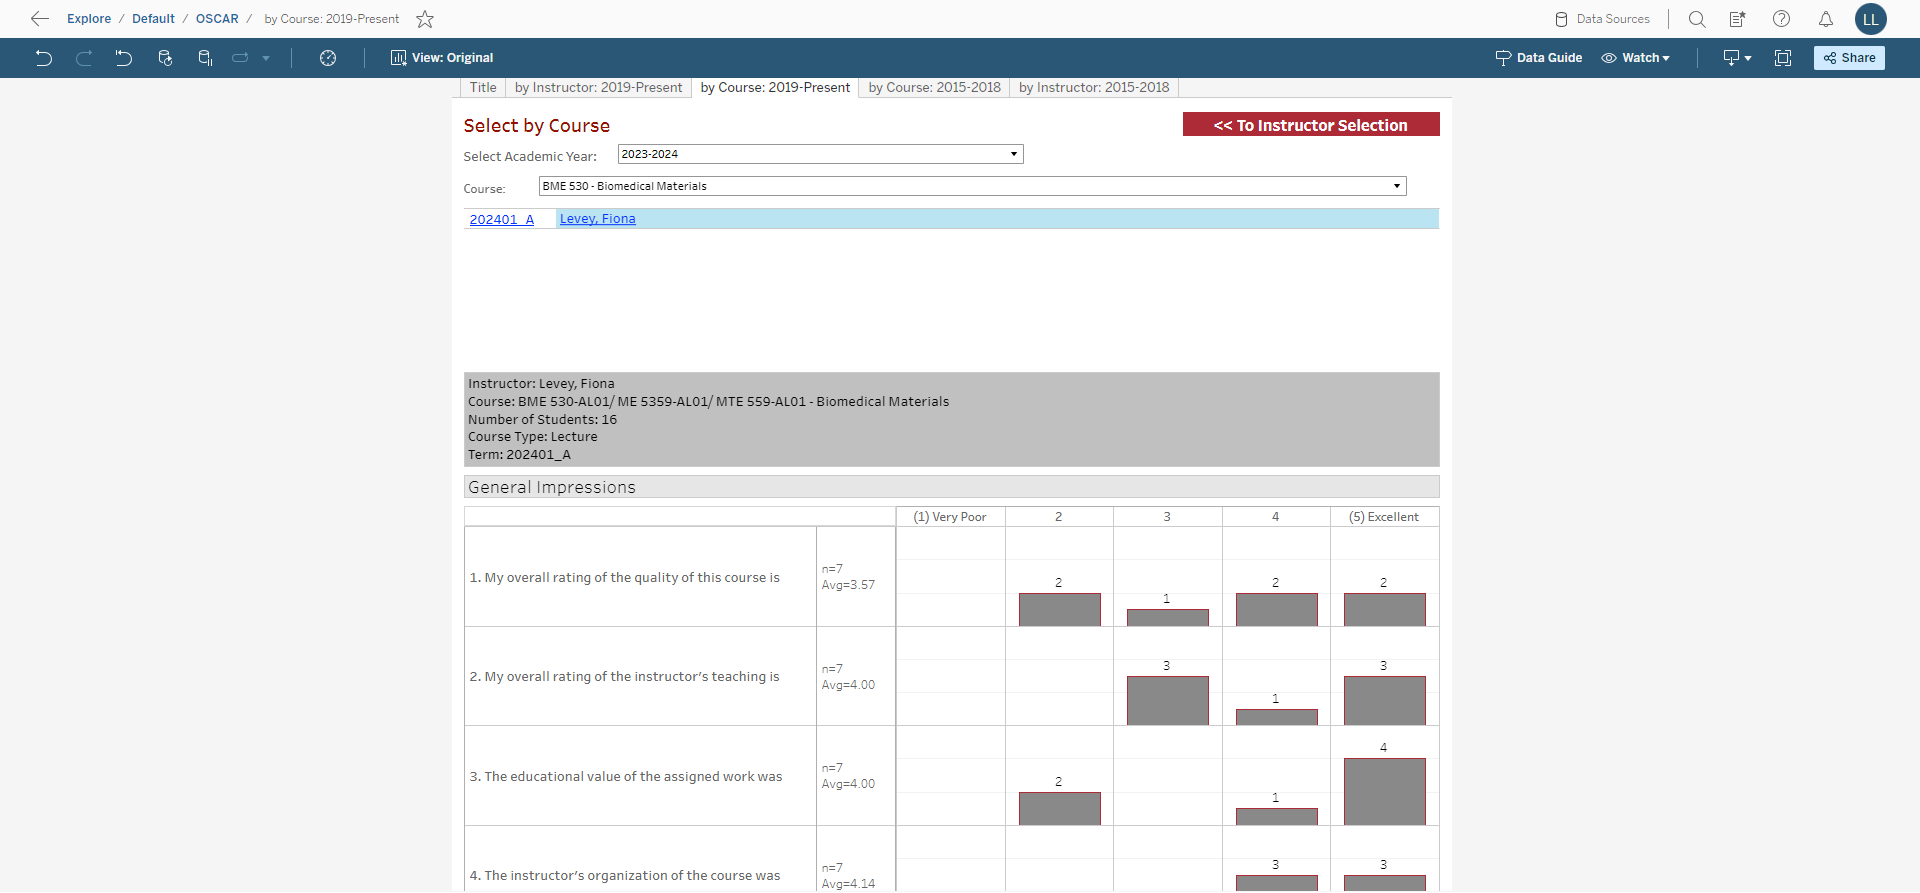 Explore / Default / OSCAR / by Course: 2019-Present
Data Sources
LL
View: Original
Data Guide
Watch
Share
Title
by Instructor: 2019-Present
by Course: 2019-Present
by Course: 2015-2018
by Instructor: 2015-2018
Select by Course
<< To Instructor Selection
Select Academic Year:
2023-2024
Course:
BME 530 - Biomedical Materials
202401_A
Levey, Fiona
Instructor: Levey, Fiona
Course: BME 530-AL01/ ME 5359-AL01/ MTE 559-AL01 - Biomedical Materials
Number of Students: 16
Course Type: Lecture
Term: 202401_A
General Impressions
(1) Very Poor
2
3
4
(5) Excellent
1. My overall rating of the quality of this course is
n=7
Avg=3.57
2
1
2
2
2. My overall rating of the instructor’s teaching is
n=7
Avg=4.00
3
1
3
3. The educational value of the assigned work was
n=7
Avg=4.00
2
1
4
4. The instructor’s organization of the course was
n=7
Avg=4.14
3
3